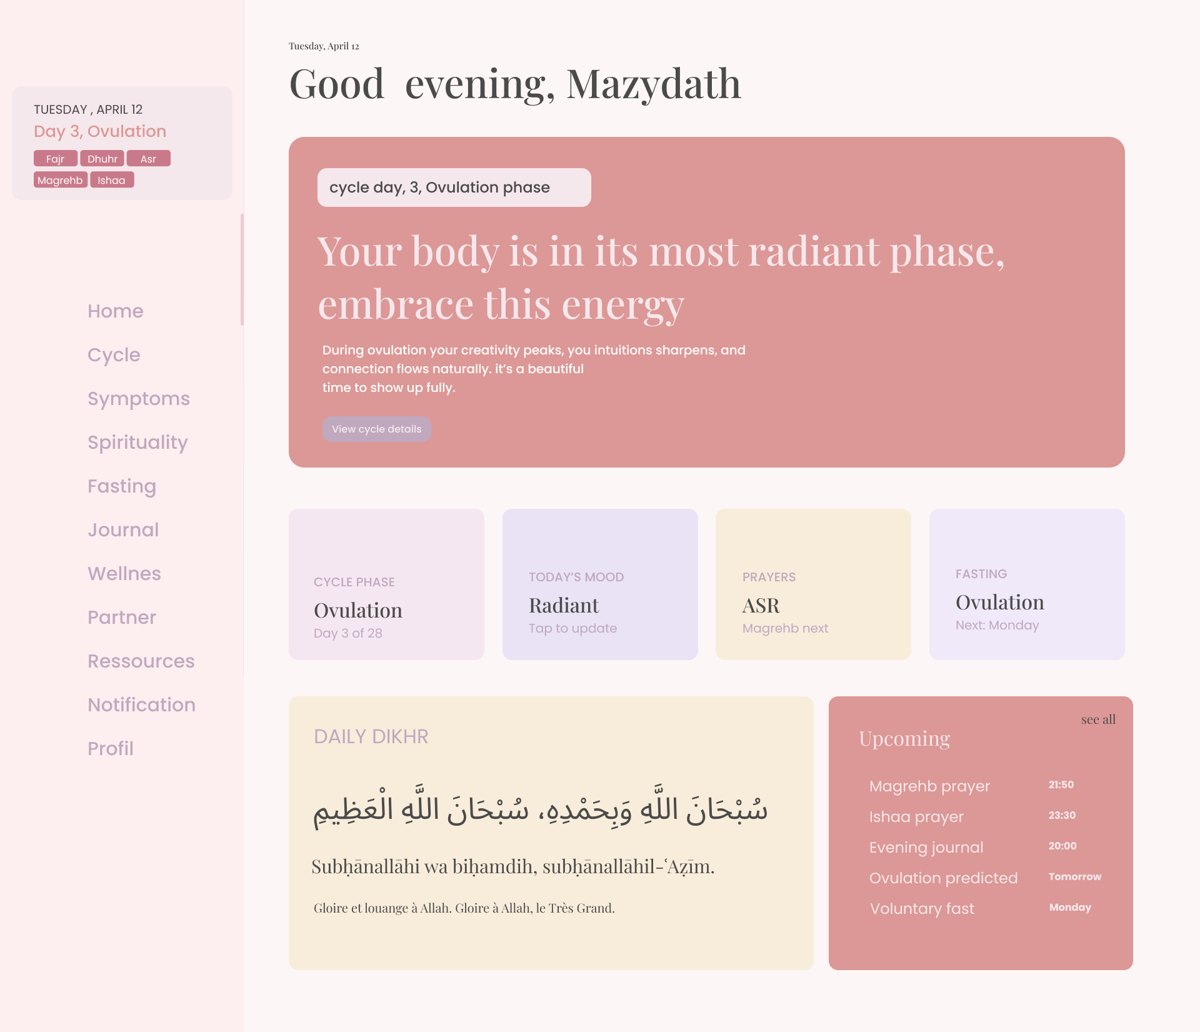 TUESDAY , APRIL 12
Day 3, Ovulation
Fajr Dhuhr Asr
Magrehb Ishaa
Home
Cycle
Symptoms
Spirituality
Fasting
Journal
Wellnes
Partner
Ressources
Notification
Profil
Tuesday, April 12
Good evening, Mazydath
cycle day, 3, Ovulation phase
Your body is in its most radiant phase,
embrace this energy
During ovulation your creativity peaks, you intuitions sharpens, and
connection flows naturally. it's a beautiful
time to show up fully.
View cycle details
CYCLE PHASE
Ovulation
Day 3 of 28
TODAY'S MOOD
Radiant
Tap to update
PRAYERS
ASR
Magrehb next
FASTING
Ovulation
Next: Monday
DAILY DIKHR
سُبْحَانَ اللَّهِ وَبِحَمْدِهِ، سُبْحَانَ اللَّهِ الْعَظِيمِ
Subḥānallāhi wa biḥamdih, subḥānallāhil-ʿAẓīm.
Gloire et louange à Allah. Gloire à Allah, le Très Grand.
see all
Upcoming
Magrehb prayer 21:50
Ishaa prayer 23:30
Evening journal 20:00
Ovulation predicted Tomorrow
Voluntary fast Monday